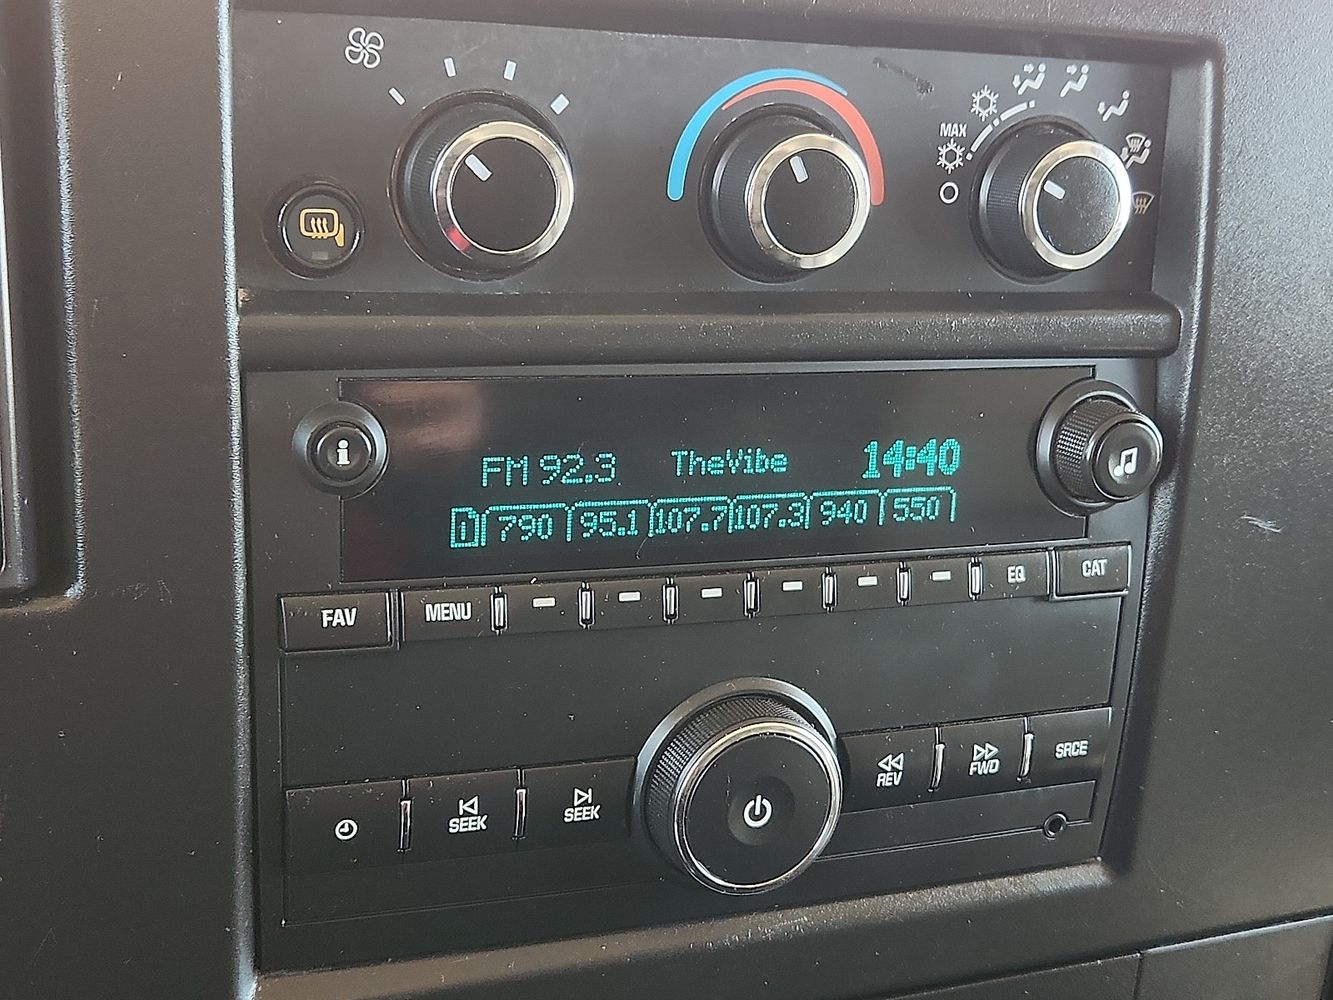 MAX
i
FM 92.3 TheVibe 14:40
790 95.1 107.7 107.3 940 550
FAV MENU EQ CAT
SEEK SEEK REV FWD SRCE